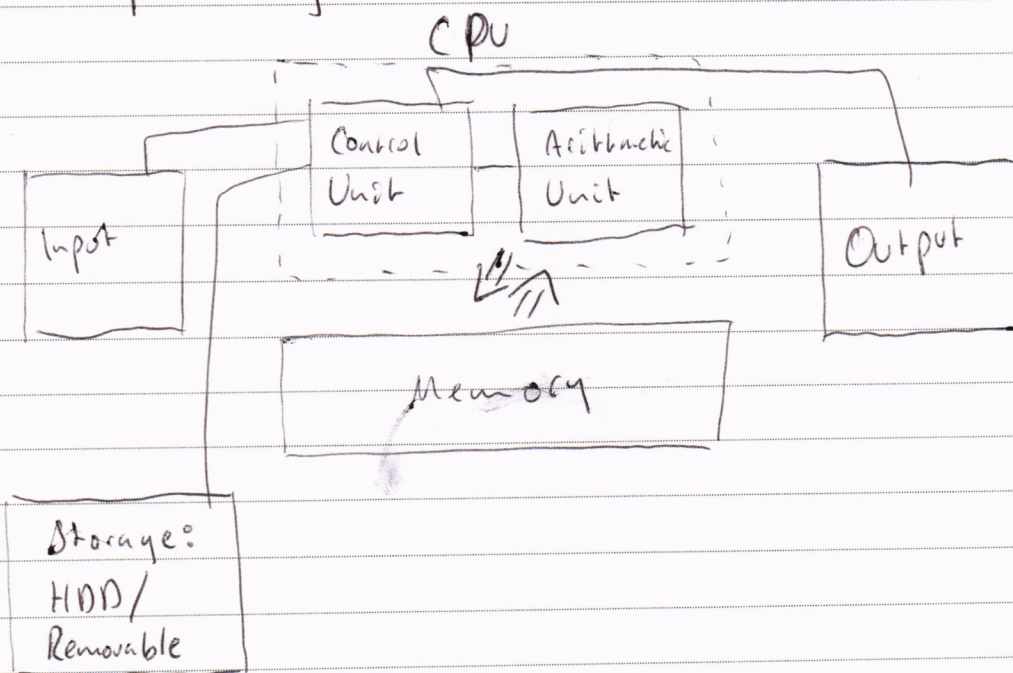 CPU
Control
Unit
Arithmetic
Unit
Input
Output
Memory
Storage:
HDD/
Removable